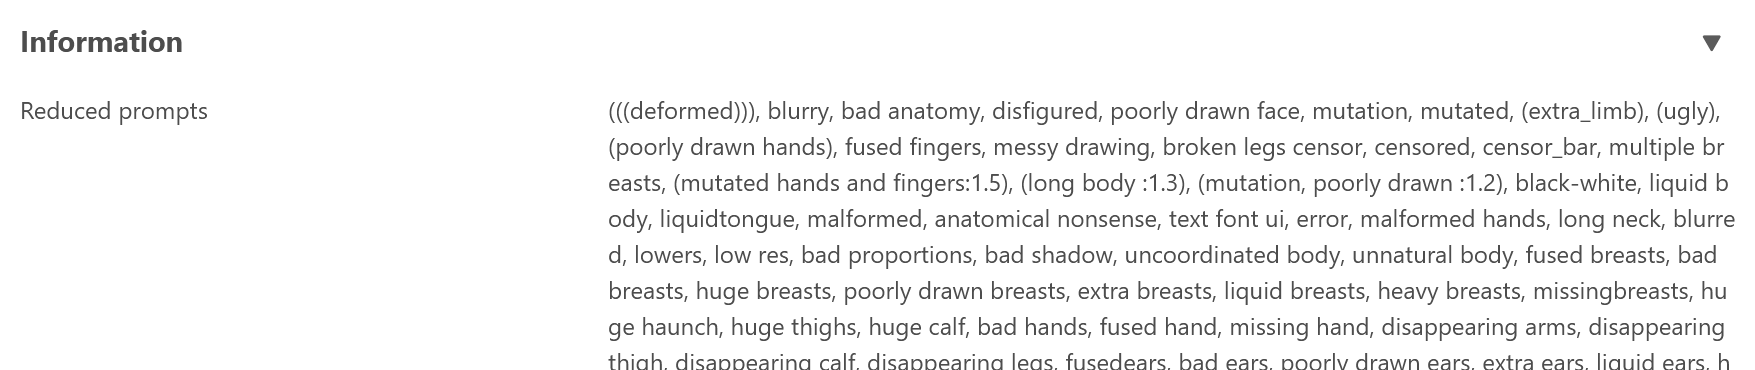 Information
▼
Reduced prompts
(((deformed))), blurry, bad anatomy, disfigured, poorly drawn face, mutation, mutated, (extra_limb), (ugly),
(poorly drawn hands), fused fingers, messy drawing, broken legs censor, censored, censor_bar, multiple br
easts, (mutated hands and fingers:1.5), (long body :1.3), (mutation, poorly drawn :1.2), black-white, liquid b
ody, liquidtongue, malformed, anatomical nonsense, text font ui, error, malformed hands, long neck, blurre
d, lowers, low res, bad proportions, bad shadow, uncoordinated body, unnatural body, fused breasts, bad
breasts, huge breasts, poorly drawn breasts, extra breasts, liquid breasts, heavy breasts, missingbreasts, hu
ge haunch, huge thighs, huge calf, bad hands, fused hand, missing hand, disappearing arms, disappearing
thigh, disappearing calf, disappearing legs, fusedears, bad ears, poorly drawn ears, extra ears, liquid ears, h